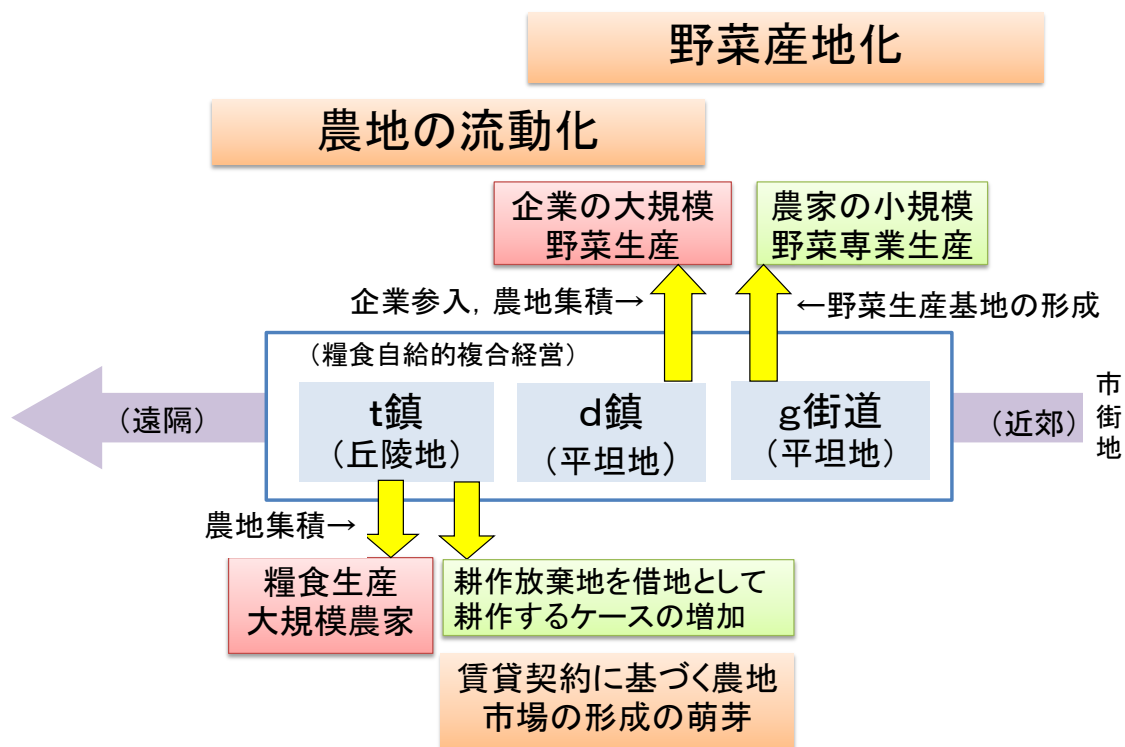 野菜産地化
農地の流動化
企業の大規模
野菜生産
農家の小規模
野菜専業生産
企業参入，農地集積→
←野菜生産基地の形成
（糧食自給的複合経営）
（遠隔）
t鎮
（丘陵地）
d鎮
（平坦地）
g街道
（平坦地）
（近郊）
市街地
農地集積→
糧食生産
大規模農家
耕作放棄地を借地として
耕作するケースの増加
賃貸契約に基づく農地
市場の形成の萌芽